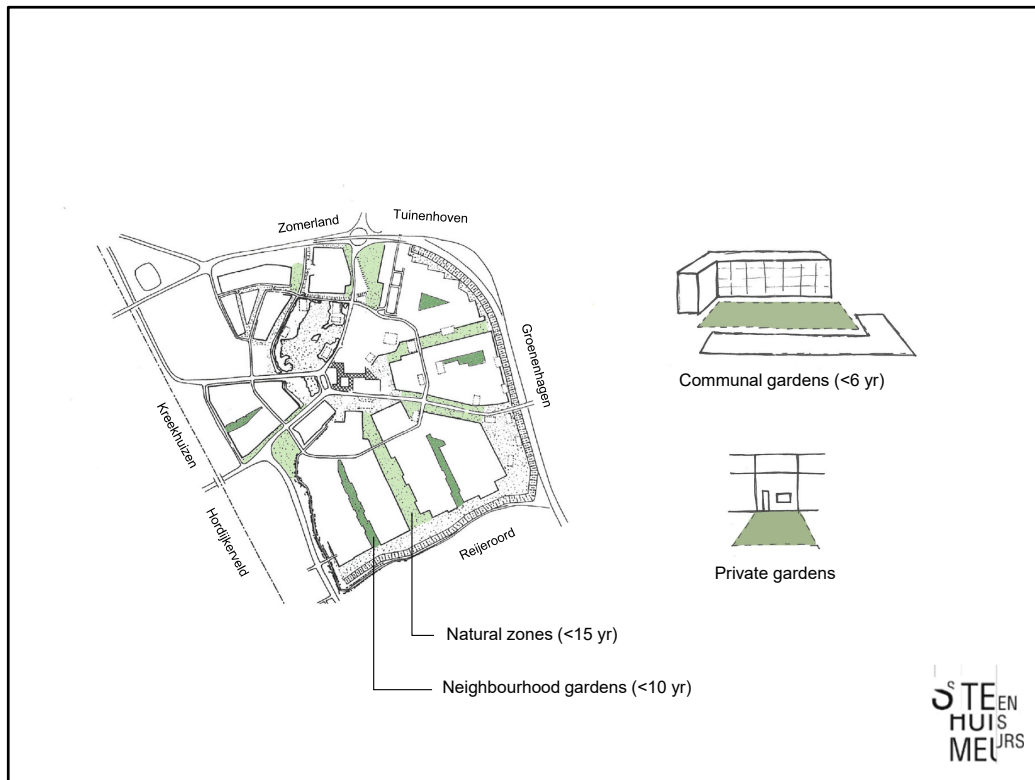 Zomerland
Tuinenhoven
Groenenhagen
Kreekhuizen
Hordijkerveld
Reijeroord
Natural zones (<15 yr)
Neighbourhood gardens (<10 yr)
Communal gardens (<6 yr)
Private gardens
STEEN
HUIS
MEURS